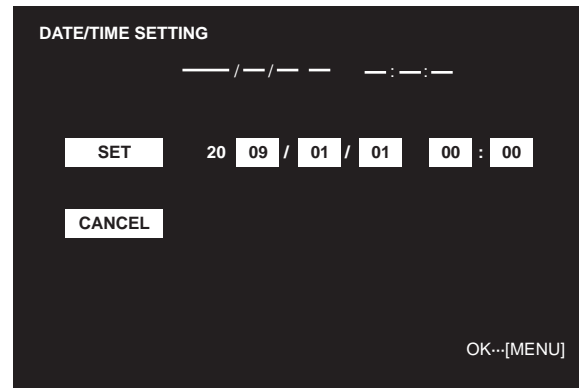 DATE/TIME SETTING
——/—/— — —:—:—
SET 20 09 / 01 / 01 00 : 00
CANCEL
OK···[MENU]